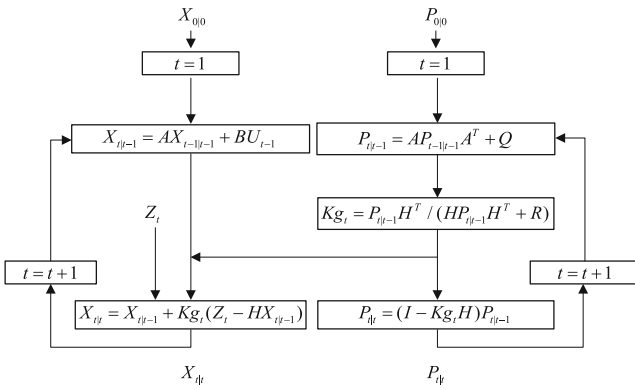 X_{0|0} P_{0|0}
t = 1 t = 1
X_{t|t-1} = AX_{t-1|t-1} + BU_{t-1} P_{t|t-1} = AP_{t-1|t-1}A^T + Q
Z_t Kg_t = P_{t|t-1}H^T / (HP_{t|t-1}H^T + R)
t = t + 1 t = t + 1
X_{t|t} = X_{t|t-1} + Kg_t(Z_t − HX_{t|t-1}) P_{t|t} = (I − Kg_tH)P_{t|t-1}
X_{t|t} P_{t|t}